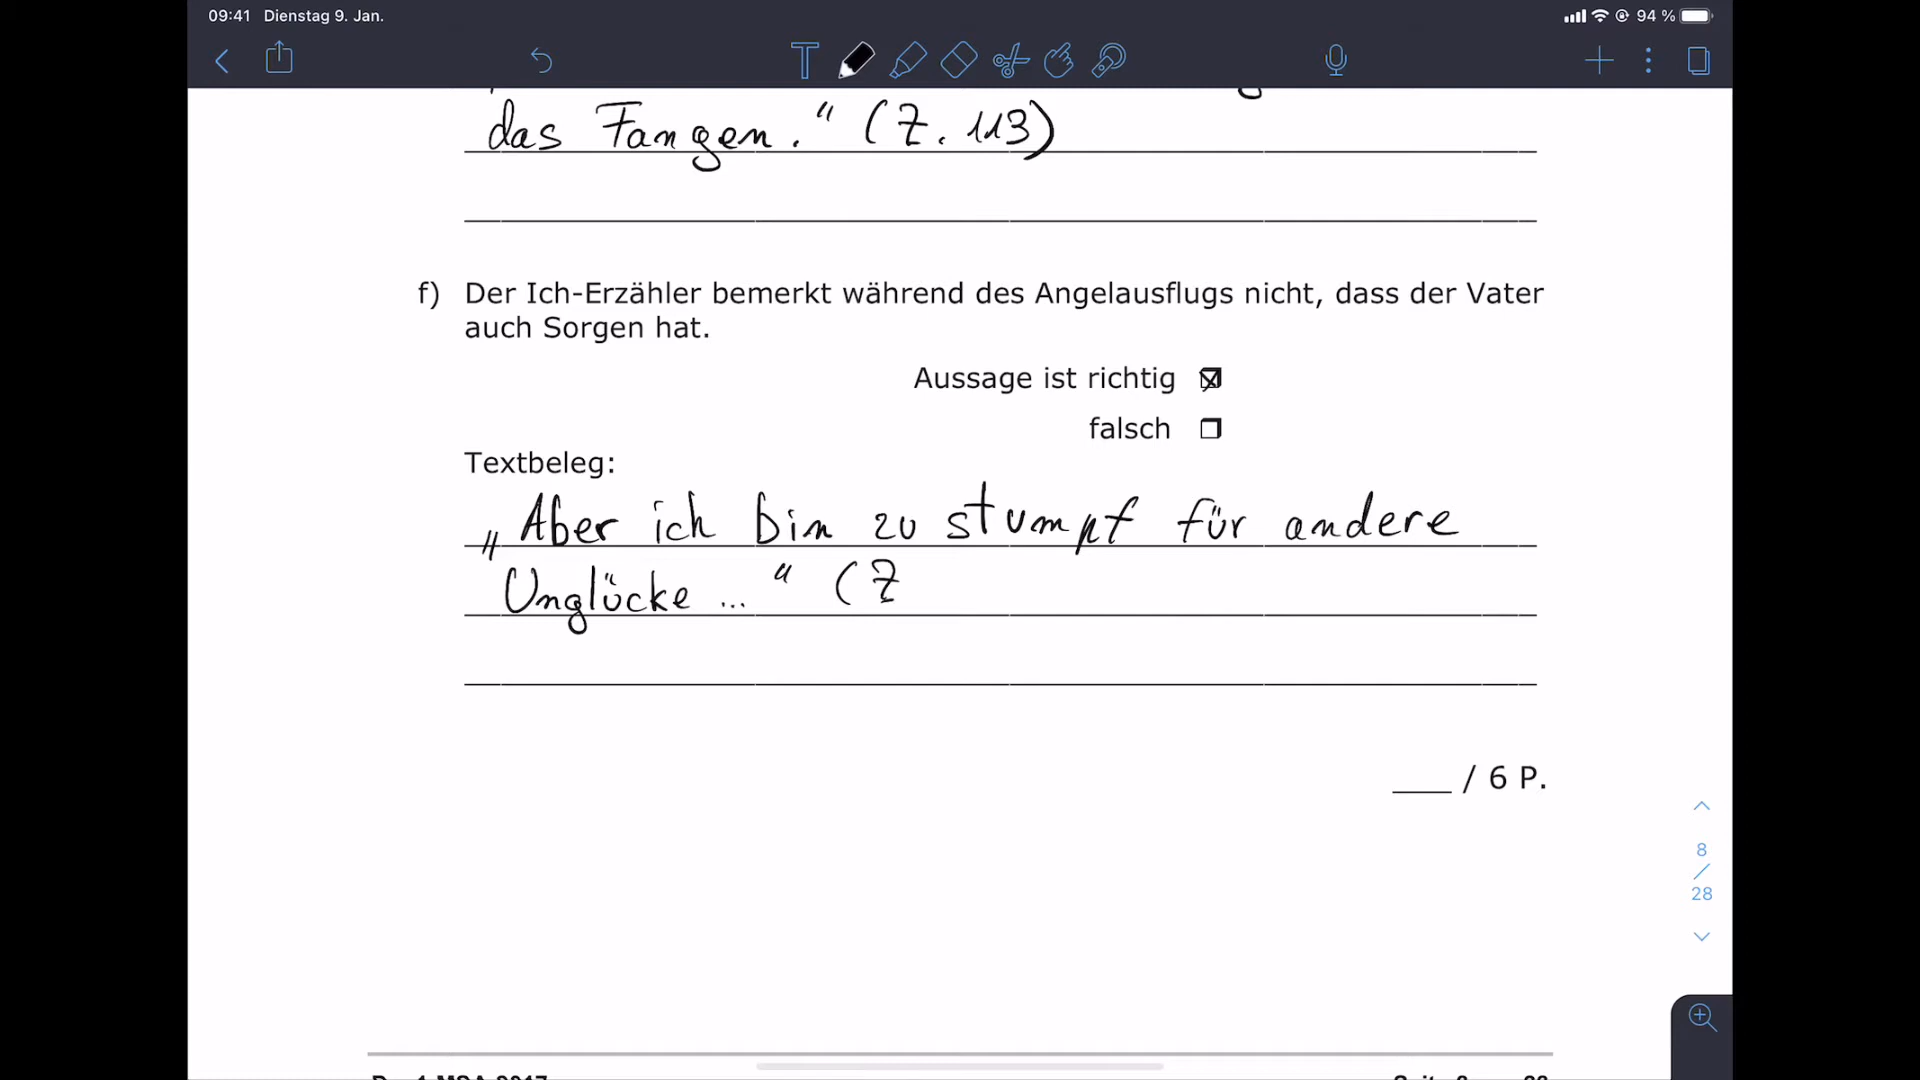 09:41 Dienstag 9. Jan.
94 %
das Fangen.“ (Z. 113)
f) Der Ich-Erzähler bemerkt während des Angelausflugs nicht, dass der Vater
auch Sorgen hat.
Aussage ist richtig
falsch
Textbeleg:
„Aber ich bin zu stumpf für andere
Unglücke ...“ (Z
___ / 6 P.
8
/
28